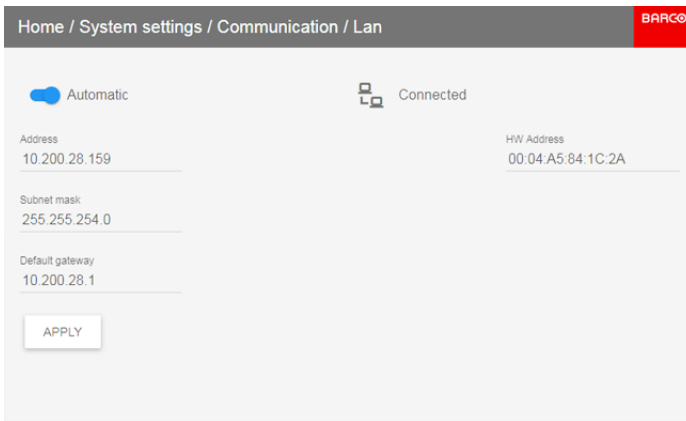 Home / System settings / Communication / Lan
BARCO
Automatic
Connected
Address
10.200.28.159
HW Address
00:04:A5:84:1C:2A
Subnet mask
255.255.254.0
Default gateway
10.200.28.1
APPLY